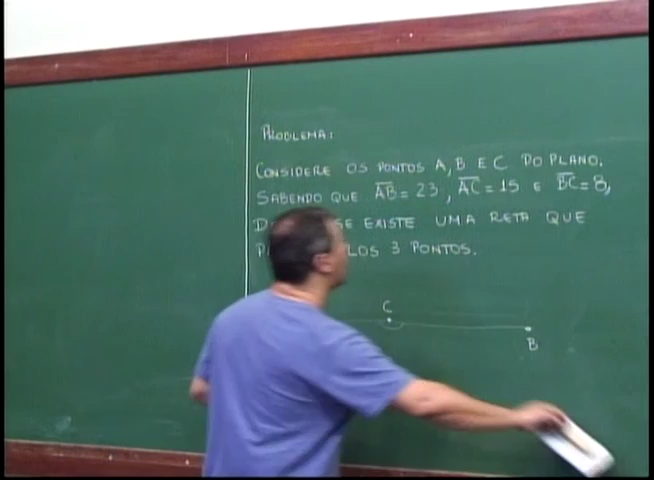 PROBLEMA:
CONSIDERE OS PONTOS A, B E C DO PLANO.
SABENDO QUE AB = 23, AC = 15 E BC = 8,
SE EXISTE UMA RETA QUE
3 PONTOS.
C
B